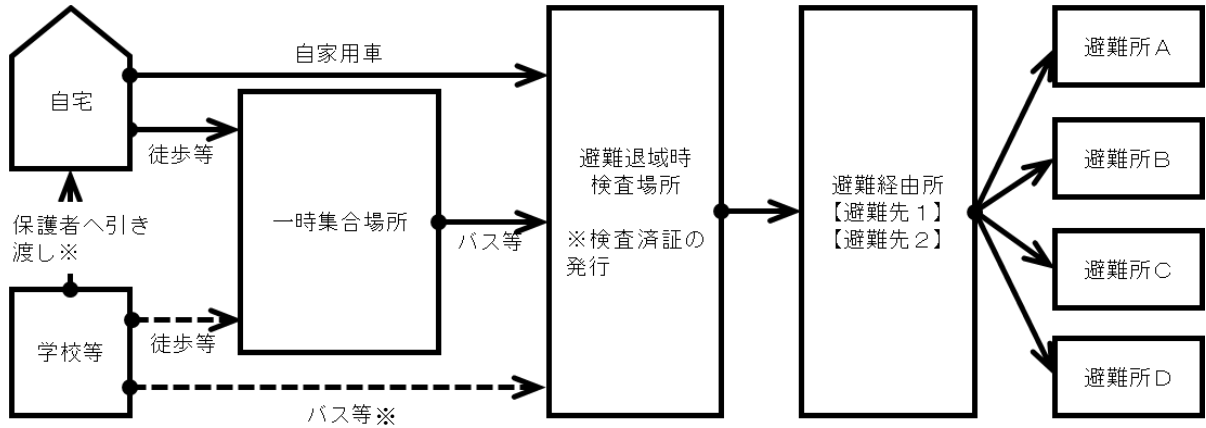 自宅
自家用車
徒歩等
保護者へ引き
渡し※
学校等
徒歩等
バス等※
一時集合場所
バス等
避難退域時
検査場所
※検査済証の
発行
避難経由所
【避難先１】
【避難先２】
避難所Ａ
避難所Ｂ
避難所Ｃ
避難所Ｄ